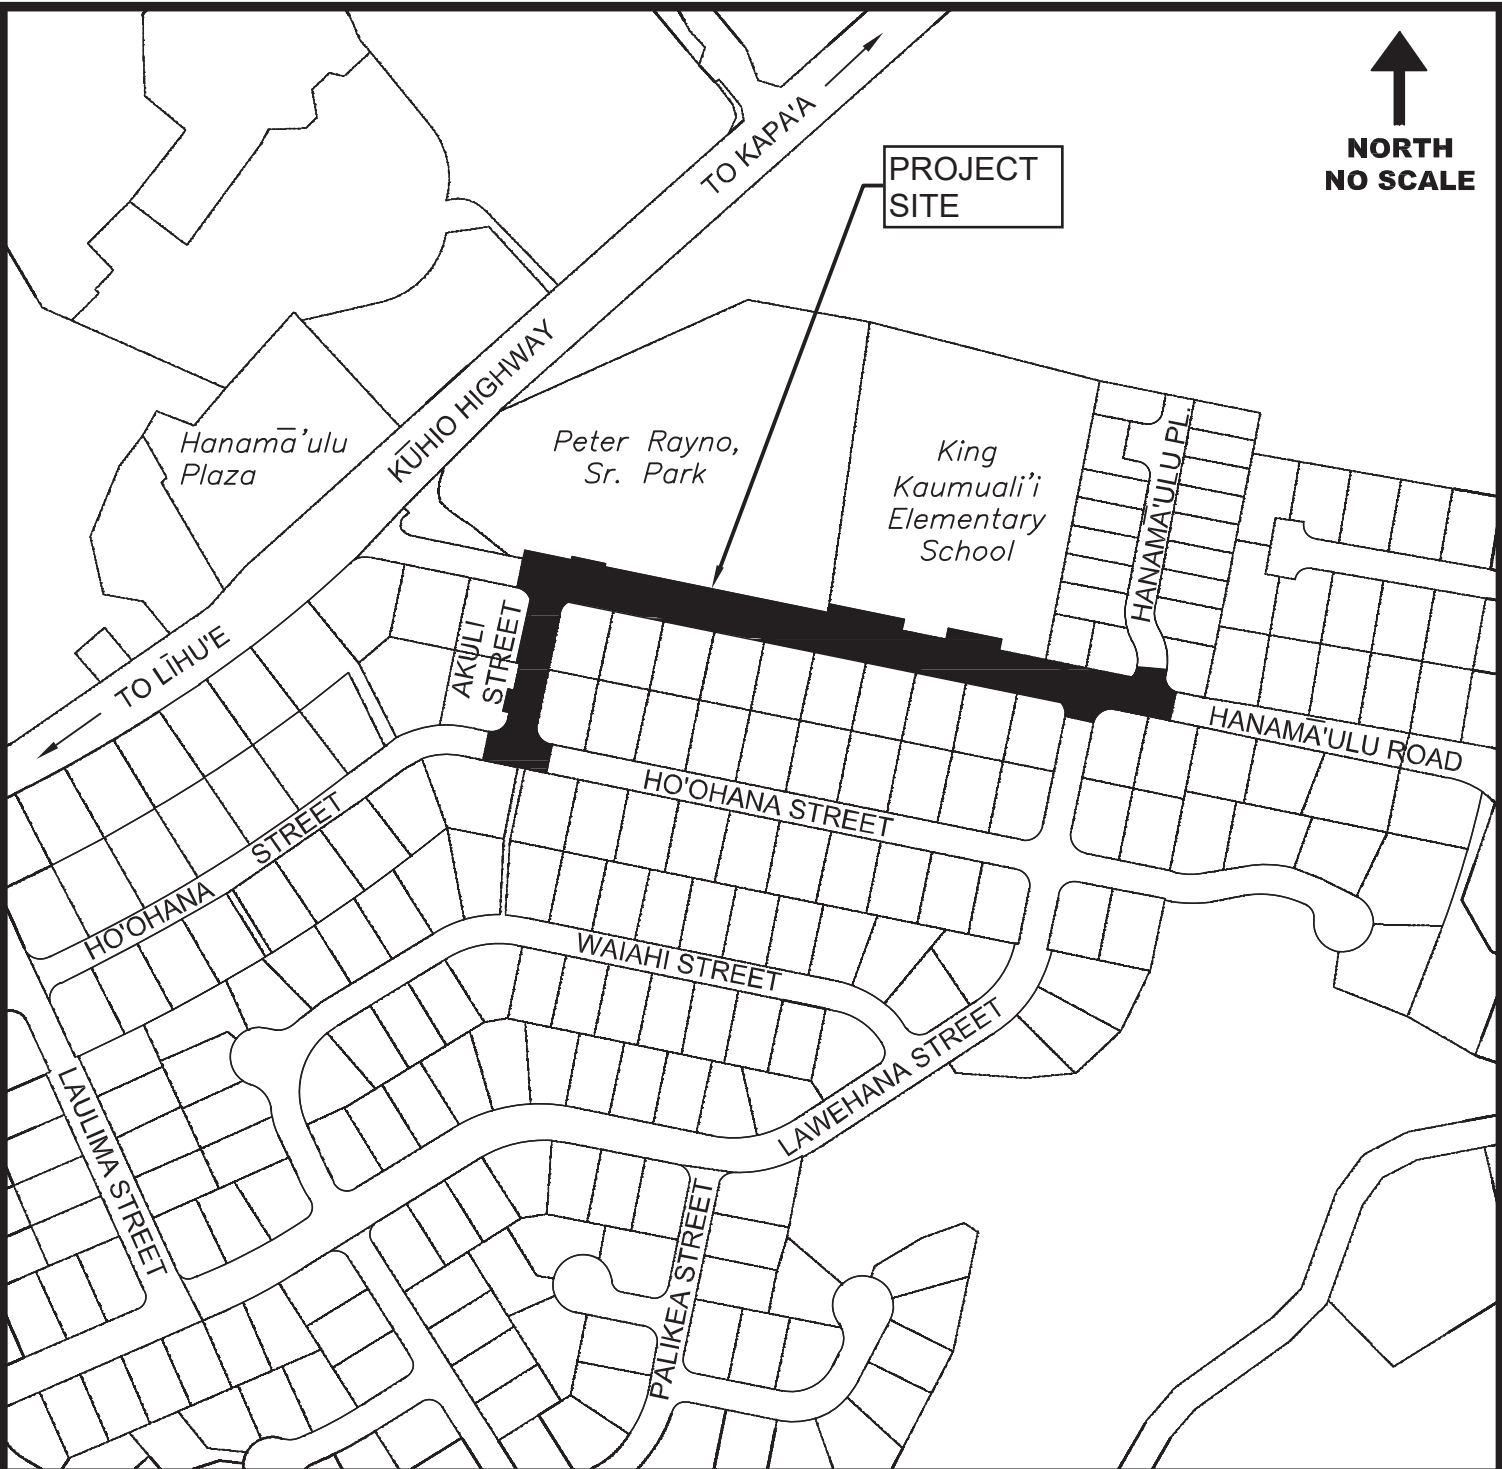 TO KAPA'A
NORTH
NO SCALE
PROJECT
SITE
KŪHIO HIGHWAY
Hanamā'ulu
Plaza
Peter Rayno,
Sr. Park
King
Kaumuali'i
Elementary
School
HANAMĀ'ULU PL.
TO LĪHU'E
AKULI
STREET
HANAMĀ'ULU ROAD
HO'OHANA STREET
HO'OHANA STREET
WAIAHI STREET
LAWEHANA STREET
LAULIMA STREET
PALIKEA STREET